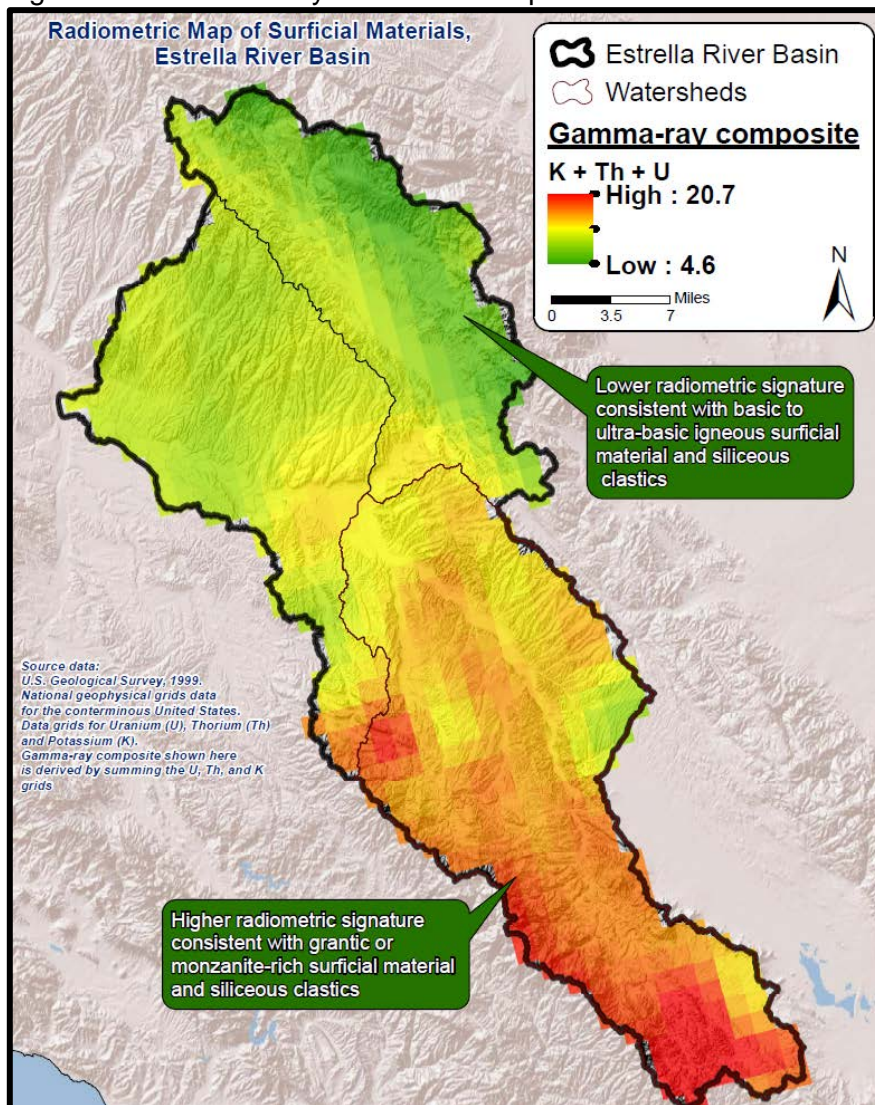 Radiometric Map of Surficial Materials,
Estrella River Basin
Estrella River Basin
Watersheds
Gamma-ray composite
K + Th + U
High : 20.7
Low : 4.6
N
Miles
0 3.5 7
Lower radiometric signature
consistent with basic to
ultra-basic igneous surficial
material and siliceous
clastics
Source data:
U.S. Geological Survey, 1999.
National geophysical grids data
for the conterminous United States.
Data grids for Uranium (U), Thorium (Th)
and Potassium (K).
Gamma-ray composite shown here
is derived by summing the U, Th, and K
grids
Higher radiometric signature
consistent with grantic or
monzanite-rich surficial material
and siliceous clastics